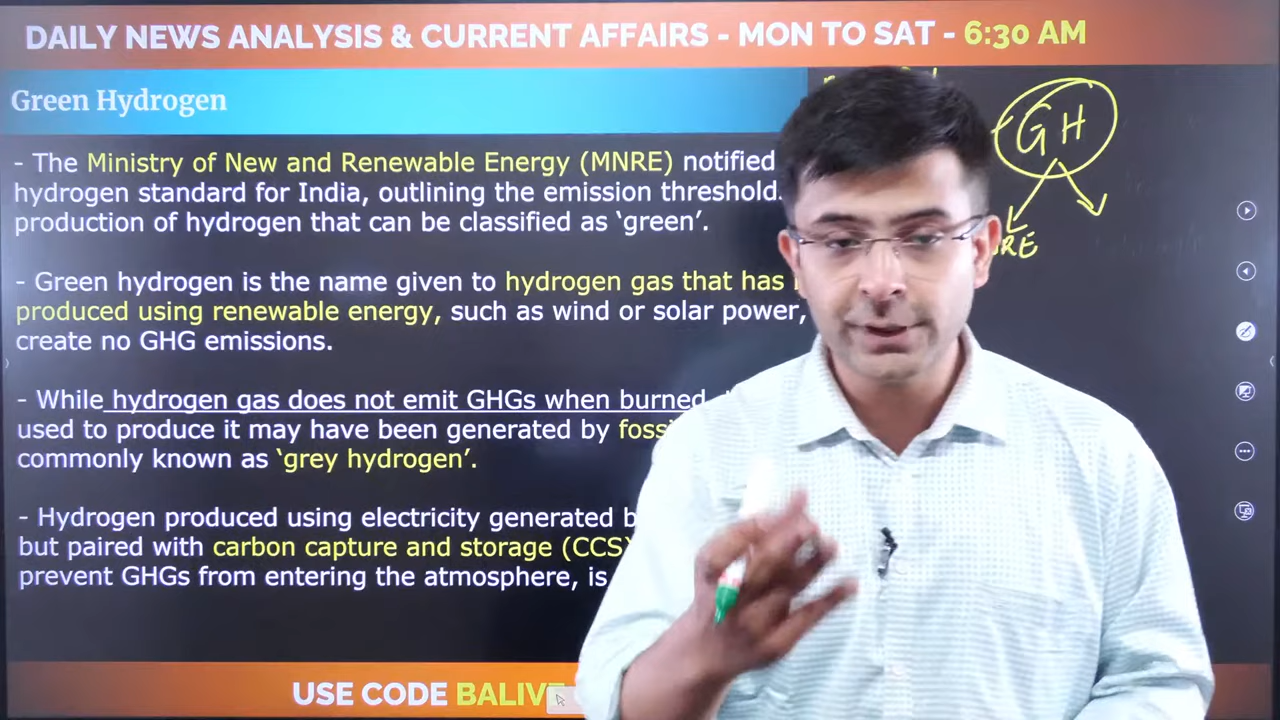 DAILY NEWS ANALYSIS & CURRENT AFFAIRS - MON TO SAT - 6:30 AM
Green Hydrogen
GH
- The Ministry of New and Renewable Energy (MNRE) notified
hydrogen standard for India, outlining the emission
production of hydrogen that can be classified as ‘green’.
- Green hydrogen is the name given to hydrogen gas that has
produced using renewable energy, such as wind or solar power,
create no GHG emissions.
- While hydrogen gas does not emit GHGs when burned,
used to produce it may have been generated by
commonly known as ‘grey hydrogen’.
- Hydrogen produced using electricity generated
but paired with carbon capture and storage (CCS)
prevent GHGs from entering the atmosphere, is
USE CODE